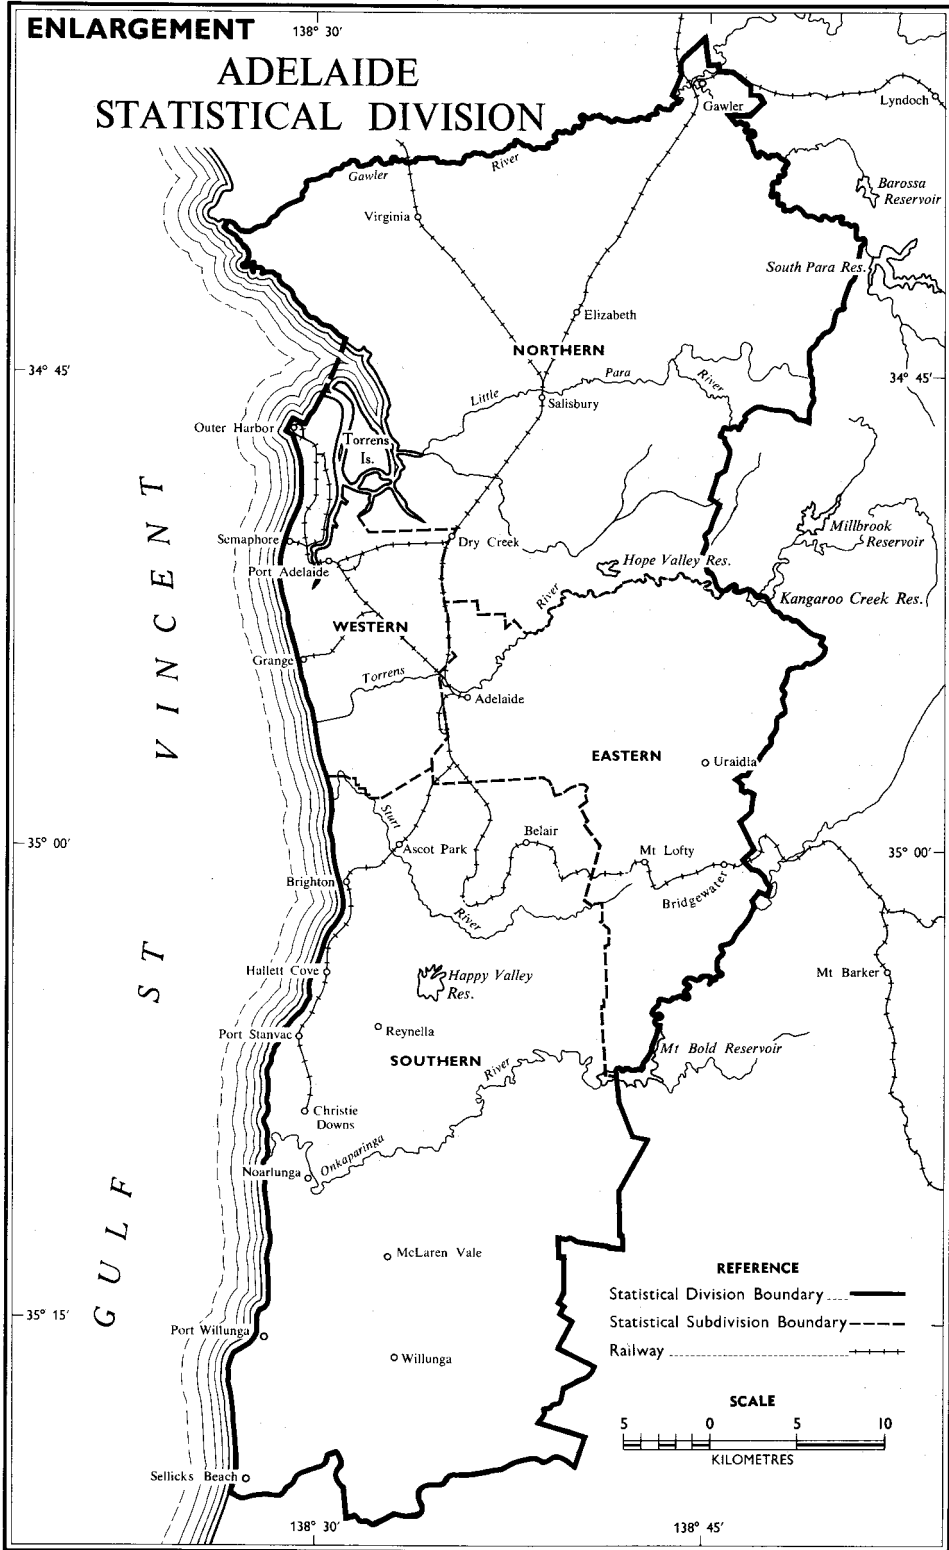 ENLARGEMENT
138° 30'
ADELAIDE
STATISTICAL DIVISION
Gawler
Lyndoch
Gawler River
Virginia
Barossa
Reservoir
South Para Res.
Elizabeth
NORTHERN
34° 45'
34° 45'
Little Para River
Salisbury
Outer Harbor
Torrens
Is.
Millbrook
Reservoir
Semaphore
Dry Creek
Port Adelaide
Hope Valley Res.
Kangaroo Creek Res.
WESTERN
River
Grange
Torrens
Adelaide
EASTERN
Uraidla
Sturt
Belair
35° 00'
Ascot Park
Mt Lofty
35° 00'
Brighton
Bridgewater
River
Hallett Cove
Happy Valley
Res.
Mt Barker
Port Stanvac
Reynella
Mt Bold Reservoir
SOUTHERN
River
Christie
Downs
Onkaparinga
Noarlunga
GULF ST VINCENT
McLaren Vale
REFERENCE
Statistical Division Boundary
35° 15'
Port Willunga
Statistical Subdivision Boundary
Willunga
Railway
SCALE
5 0 5 10
KILOMETRES
Sellicks Beach
138° 30'
138° 45'